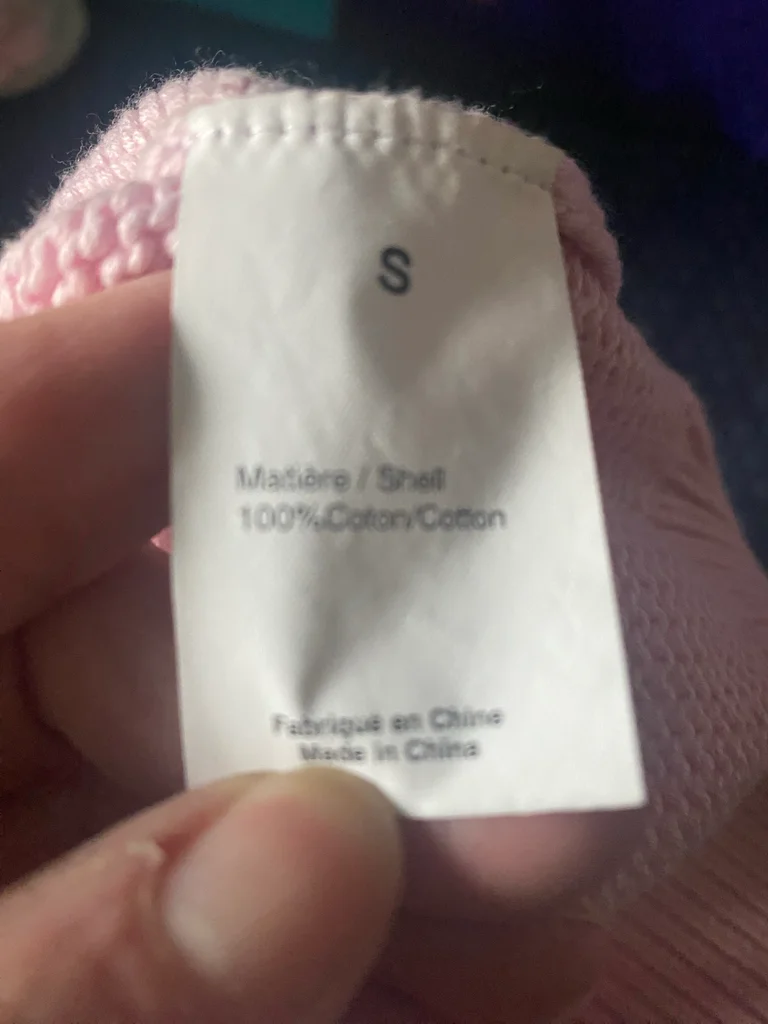 S
Matière / Shell
100%Coton/Cotton
Fabriqué en Chine
Made in China